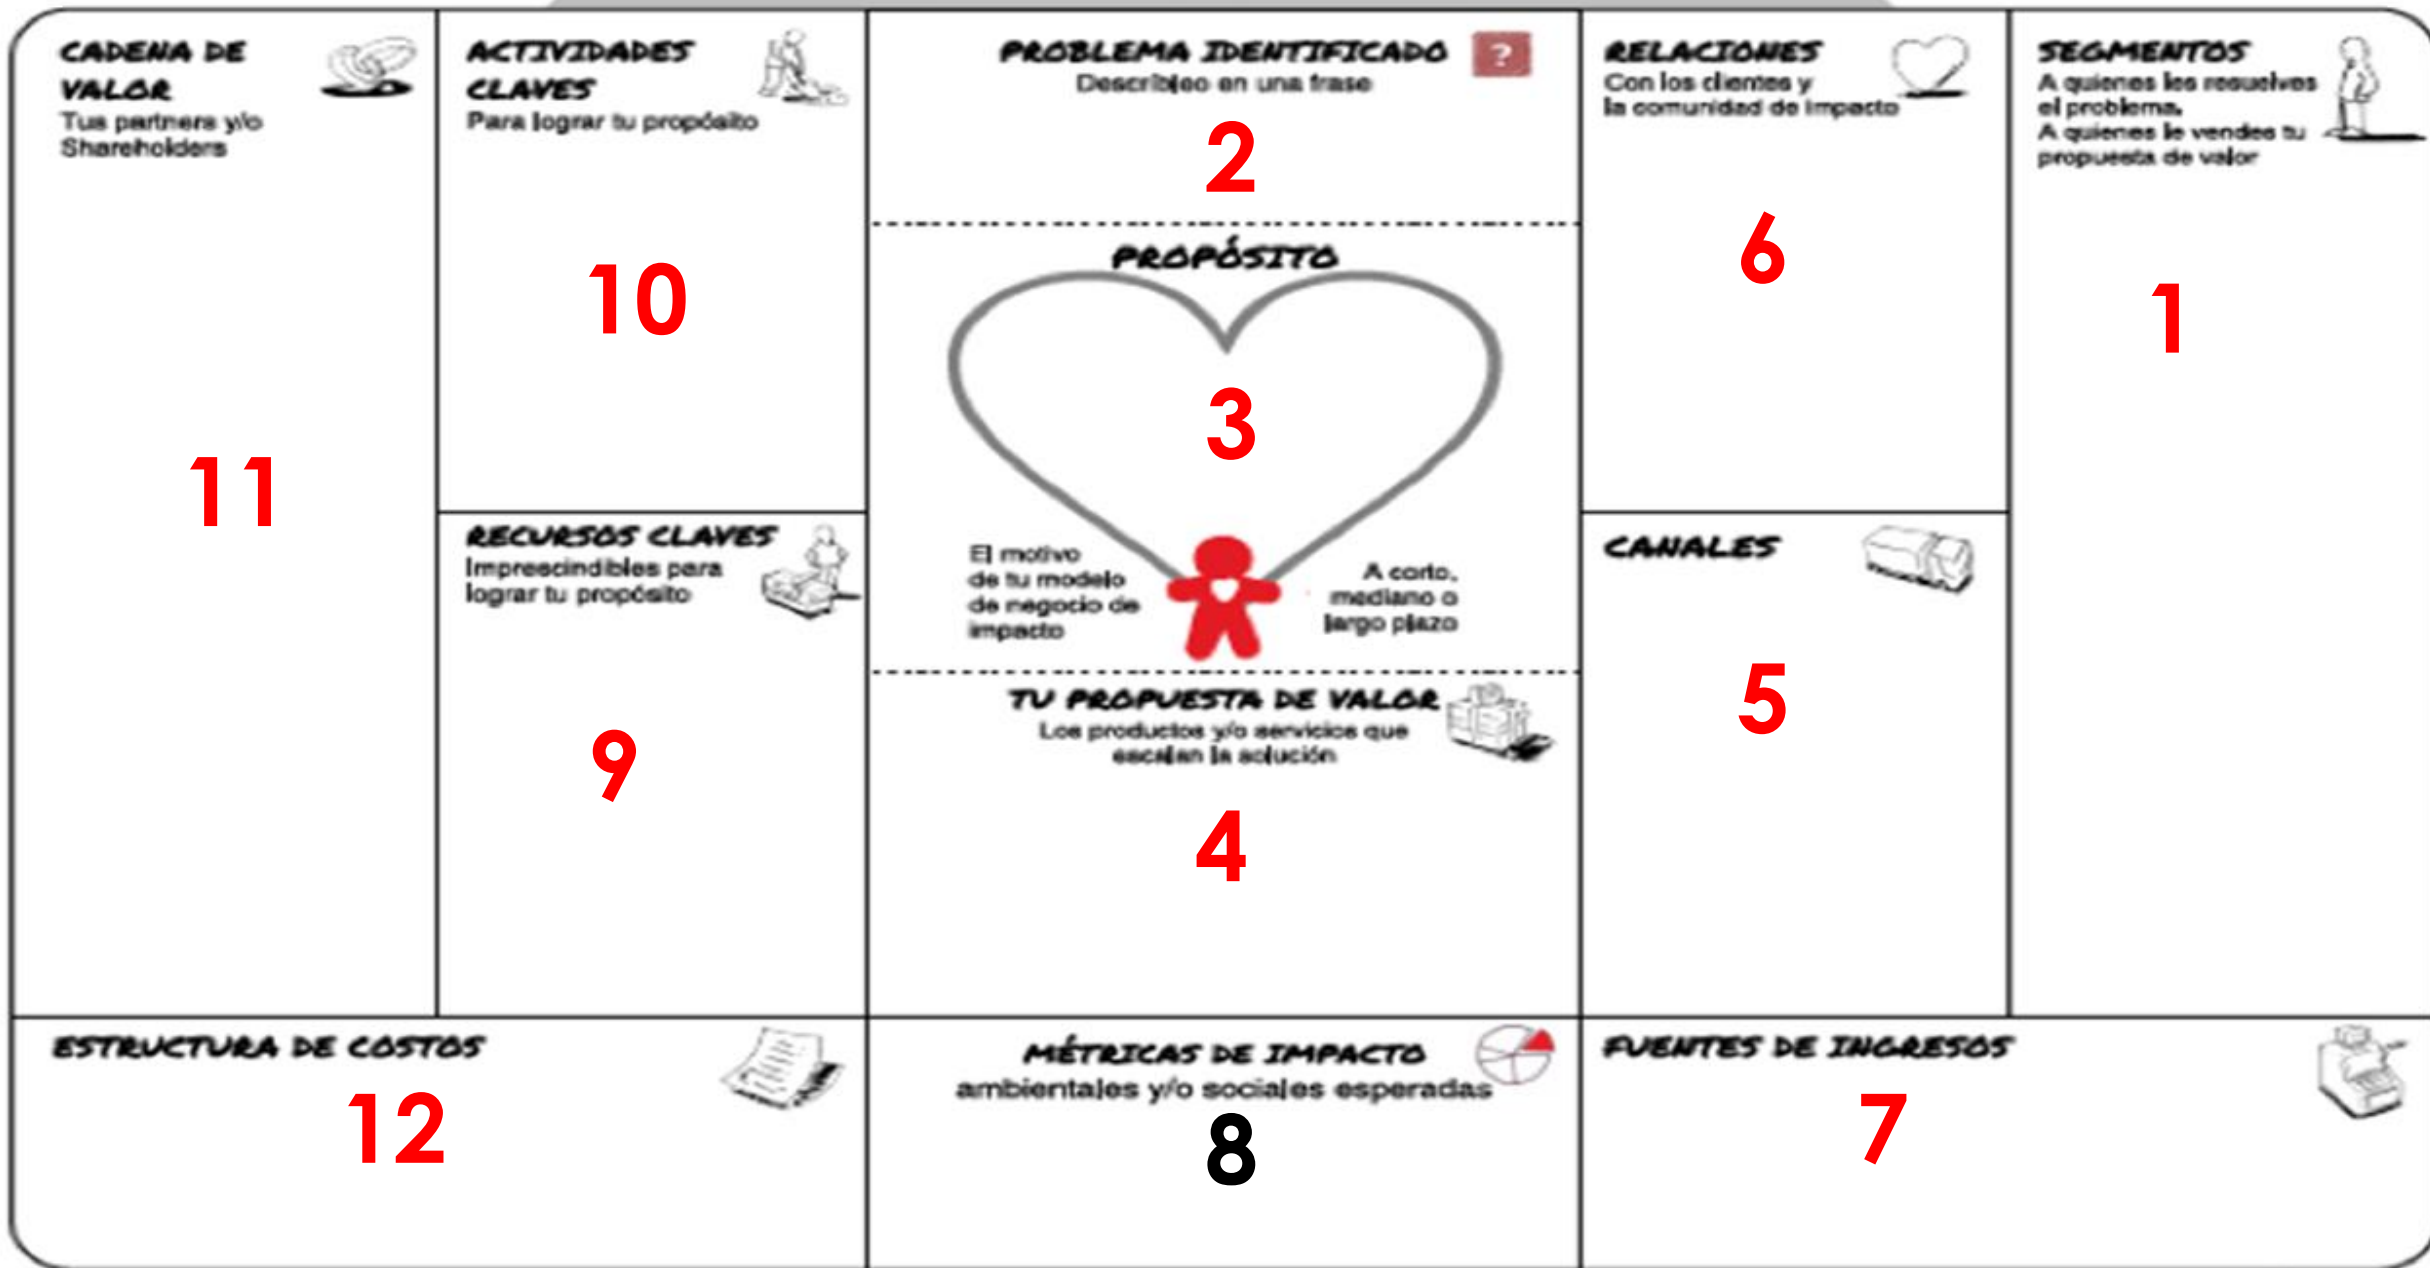 CADENA DE
VALOR
Tus partners y/o
Shareholders
11
ACTIVIDADES
CLAVES
Para lograr tu propósito
10
RECURSOS CLAVES
Imprescindibles para
lograr tu propósito
9
PROBLEMA IDENTIFICADO
?
Descríbleo en una frase
2
PROPÓSITO
3
El motivo
de tu modelo
de negocio de
impacto
A corto,
mediano o
largo plazo
TU PROPUESTA DE VALOR
Los productos y/o servicios que
escalan la solución
4
RELACIONES
Con los clientes y
la comunidad de impacto
6
CANALES
5
SEGMENTOS
A quienes les resuelves
el problema.
A quienes le vendes tu
propuesta de valor
1
ESTRUCTURA DE COSTOS
12
MÉTRICAS DE IMPACTO
ambientales y/o sociales esperadas
8
FUENTES DE INGRESOS
7